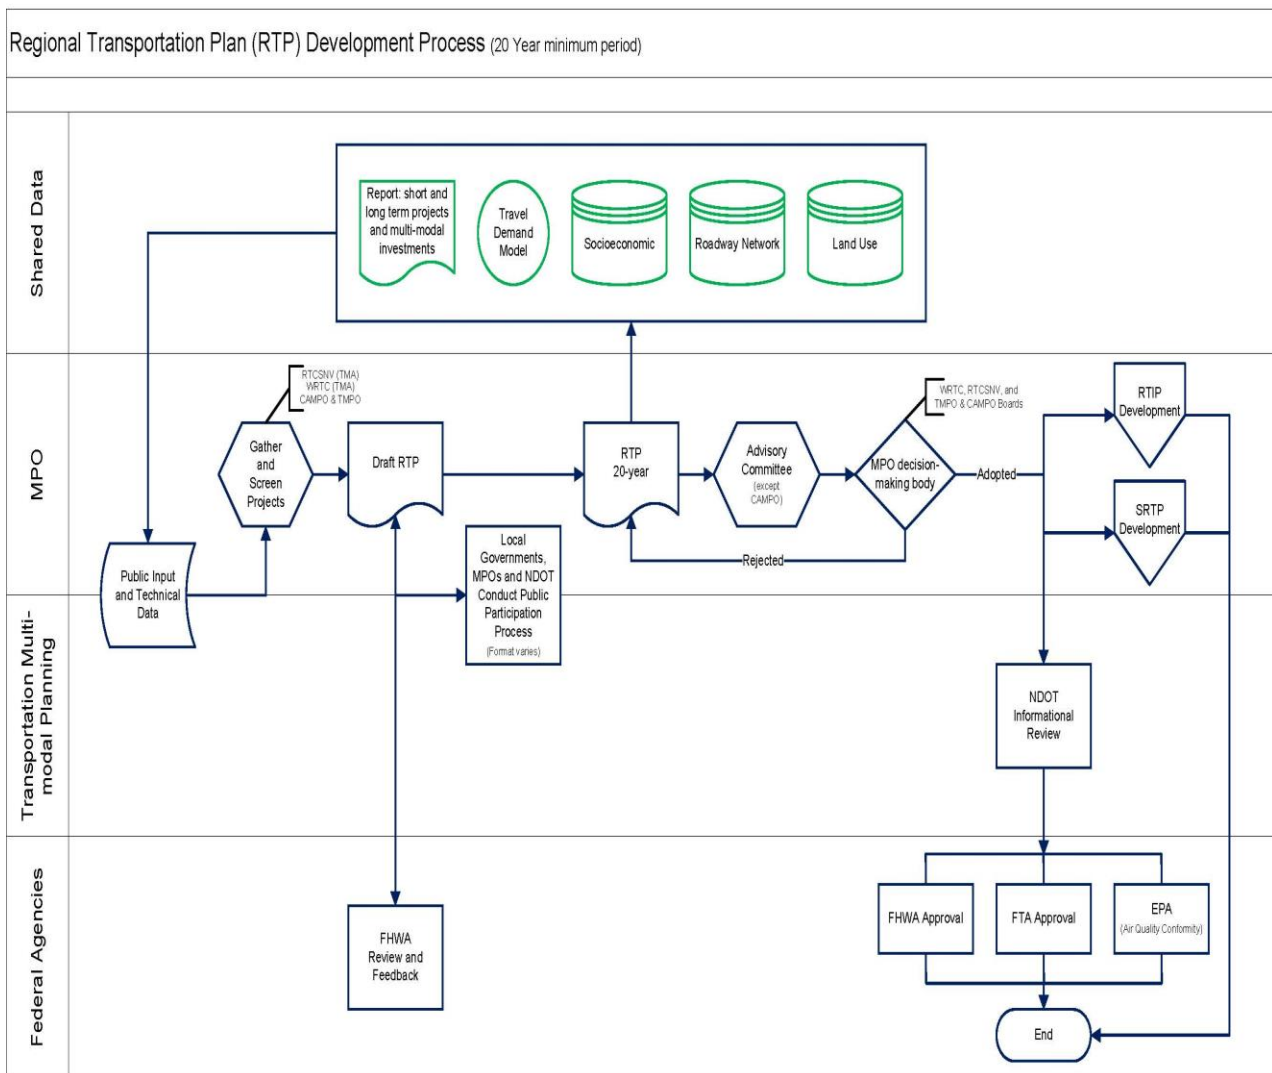 Regional Transportation Plan (RTP) Development Process (20 Year minimum period)
Shared Data
Report: short and
long term projects
and multi-modal
investments
Travel
Demand
Model
Socioeconomic
Roadway Network
Land Use
MPO
RTCSNV (TMA)
WRTC (TMA)
CAMPO & TMPO
Gather
and
Screen
Projects
Draft RTP
RTP
20-year
Advisory
Committee
(except
CAMPO)
WRTC, RTCSNV, and
TMPO & CAMPO Boards
MPO decision-
making body
Adopted
Rejected
RTIP
Development
SRTP
Development
Public Input
and Technical
Data
Local
Governments,
MPOs and NDOT
Conduct Public
Participation
Process
(Format varies)
Transportation Multi-
modal Planning
NDOT
Informational
Review
Federal Agencies
FHWA
Review and
Feedback
FHWA Approval
FTA Approval
EPA
(Air Quality Conformity)
End